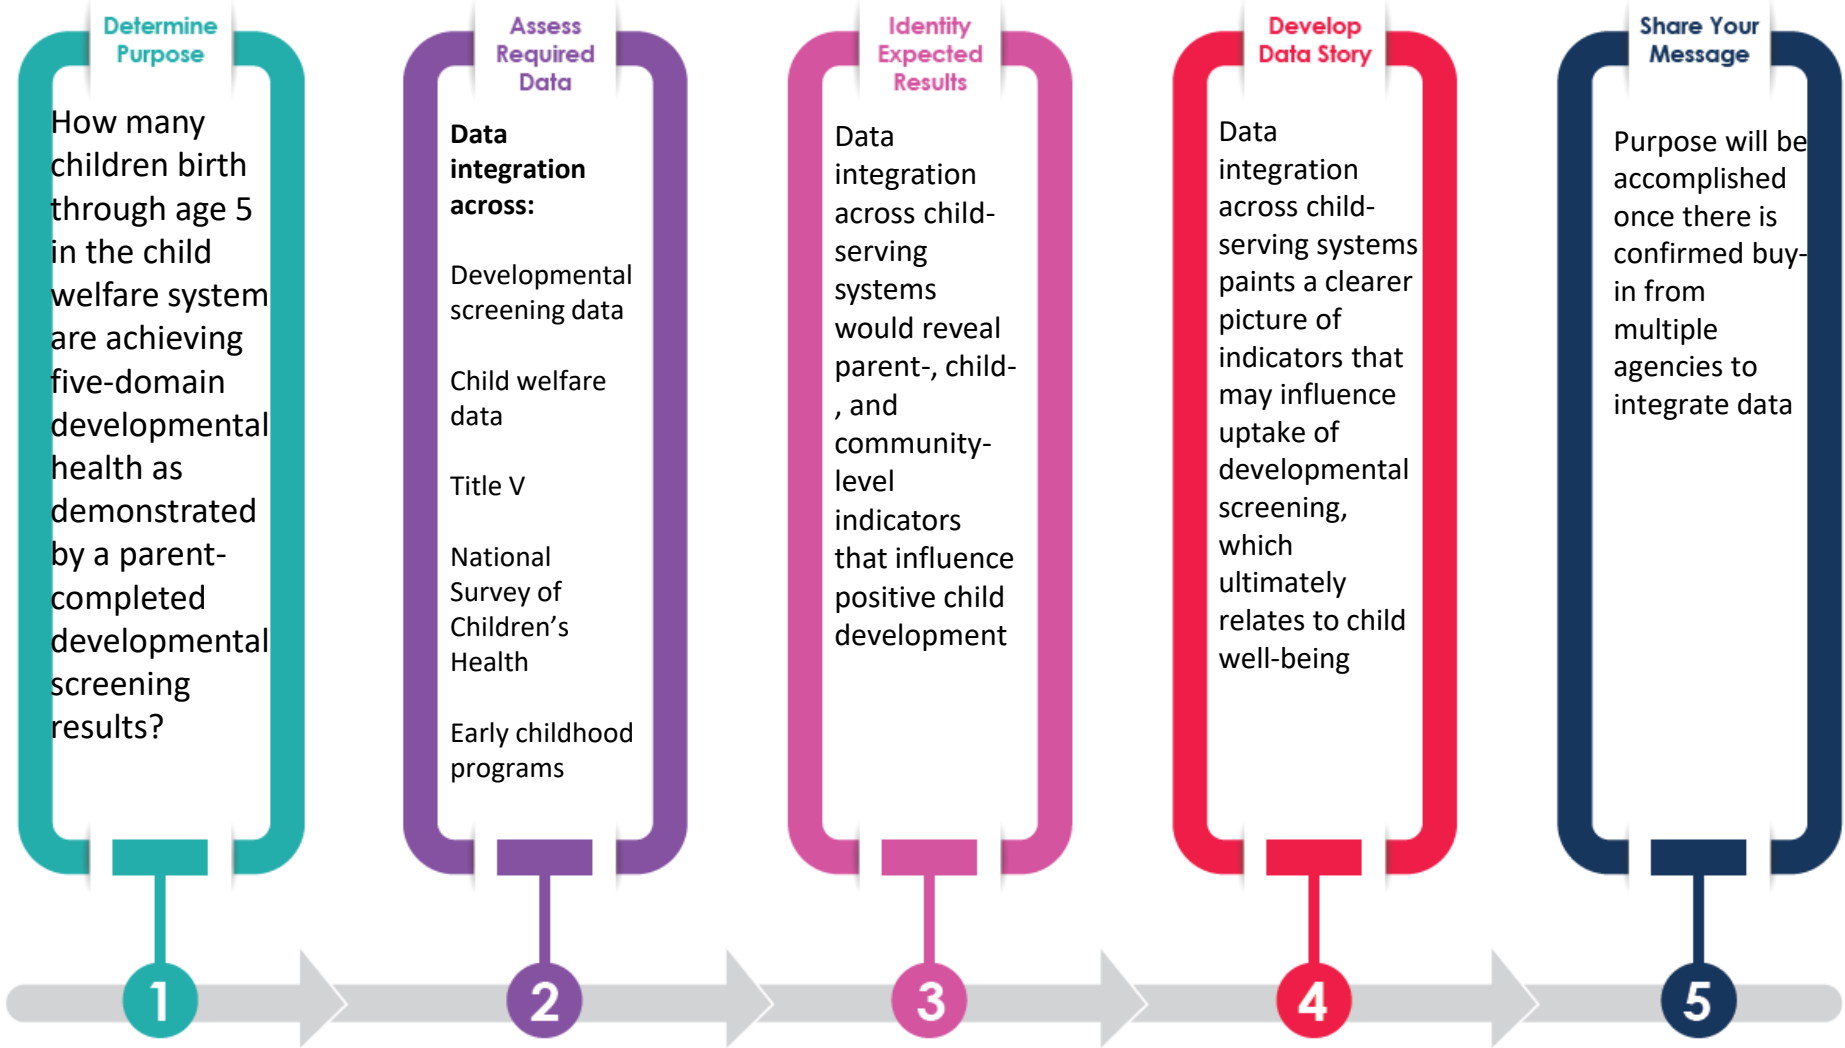 Determine
Purpose
How many
children birth
through age 5
in the child
welfare system
are achieving
five-domain
developmental
health as
demonstrated
by a parent-
completed
developmental
screening
results?
1
Assess
Required
Data
Data
integration
across:
Developmental
screening data
Child welfare
data
Title V
National
Survey of
Children’s
Health
Early childhood
programs
2
Identify
Expected
Results
Data
integration
across child-
serving
systems
would reveal
parent-, child-
, and
community-
level
indicators
that influence
positive child
development
3
Develop
Data Story
Data
integration
across child-
serving systems
paints a clearer
picture of
indicators that
may influence
uptake of
developmental
screening,
which
ultimately
relates to child
well-being
4
Share Your
Message
Purpose will be
accomplished
once there is
confirmed buy-
in from
multiple
agencies to
integrate data
5